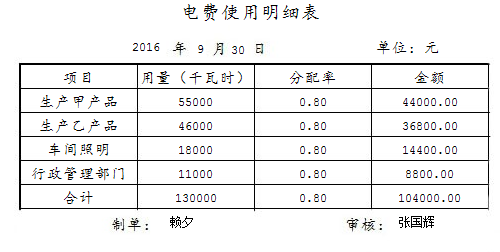 电费使用明细表
2016 年 9 月 30 日 单位：元
项目 用量（千瓦时） 分配率 金额
生产甲产品 55000 0.80 44000.00
生产乙产品 46000 0.80 36800.00
车间照明 18000 0.80 14400.00
行政管理部门 11000 0.80 8800.00
合计 130000 0.80 104000.00
制单： 赖夕 审核： 张国辉